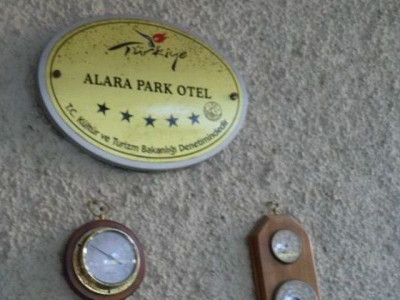 Türkiye
ALARA PARK OTEL
T.C. Kültür ve Turizm Bakanlığı Denetimindedir